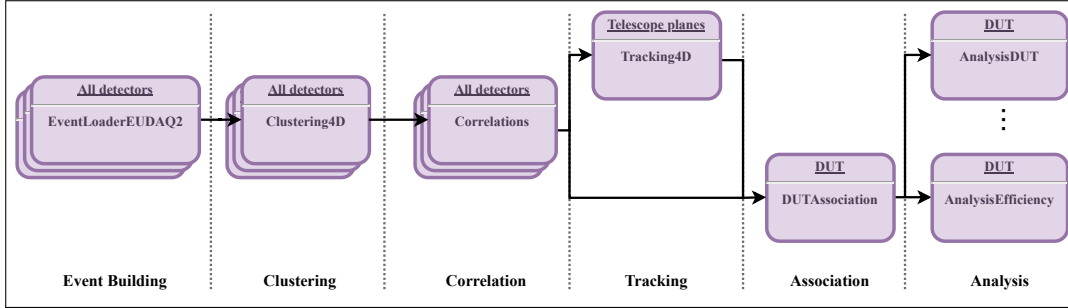 All detectors
EventLoaderEUDAQ2
All detectors
Clustering4D
All detectors
Correlations
Telescope planes
Tracking4D
DUT
DUTAssociation
DUT
AnalysisDUT
DUT
AnalysisEfficiency
Event Building
Clustering
Correlation
Tracking
Association
Analysis